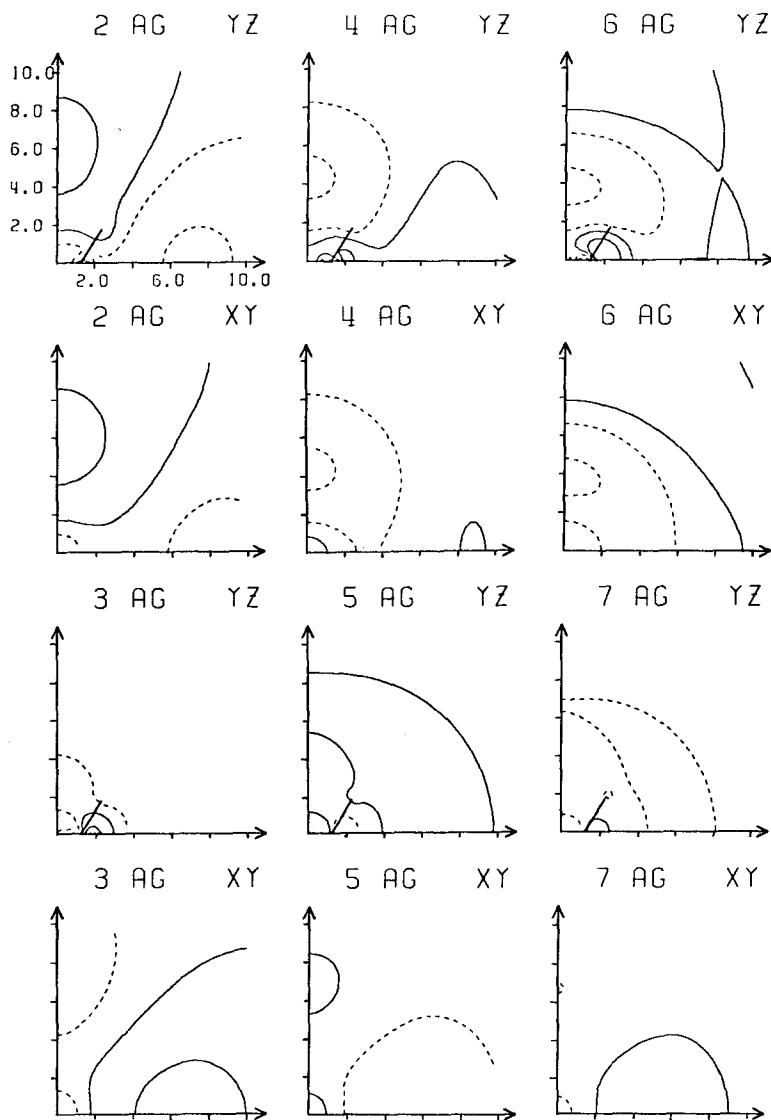 2 AG YZ
4 AG YZ
6 AG YZ
10.0
8.0
6.0
4.0
2.0
2.0 6.0 10.0
2 AG XY
4 AG XY
6 AG XY
3 AG YZ
5 AG YZ
7 AG YZ
3 AG XY
5 AG XY
7 AG XY